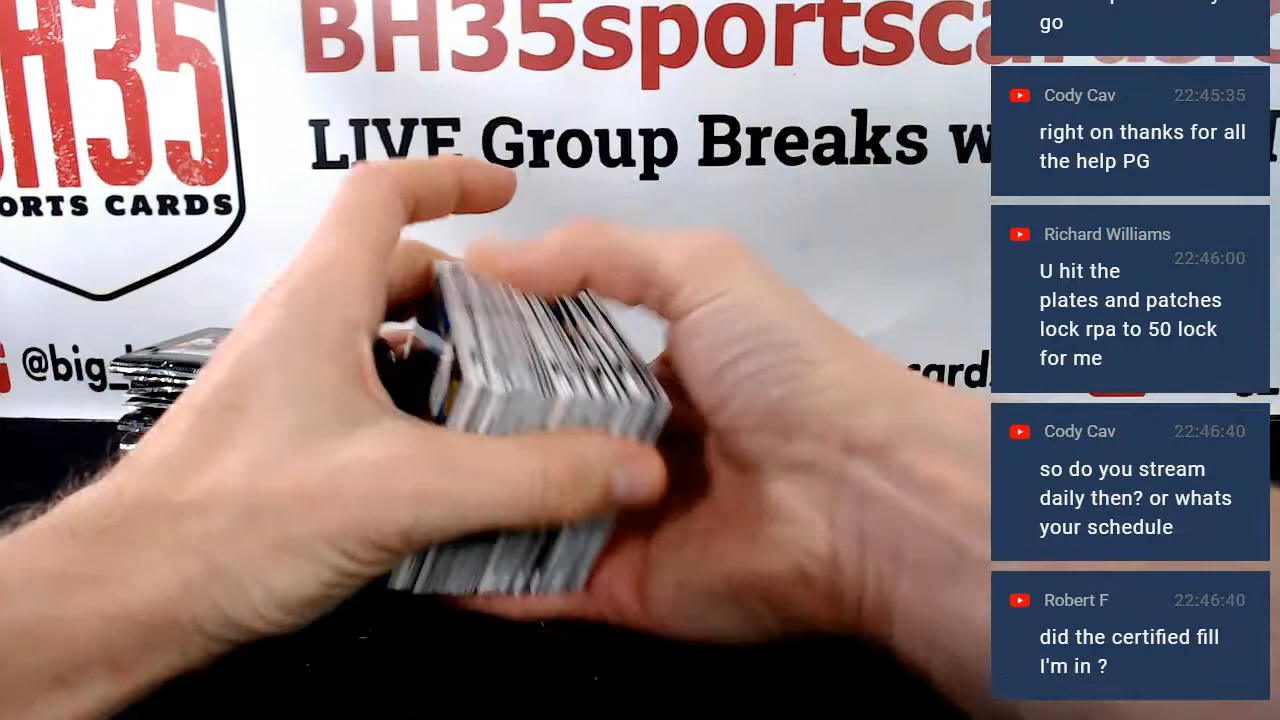 BH35sportsca
H35
LIVE Group Breaks w
ORTS CARDS
@big_
card
go
Cody Cav 22:45:35
right on thanks for all
the help PG
Richard Williams
22:46:00
U hit the
plates and patches
lock rpa to 50 lock
for me
Cody Cav 22:46:40
so do you stream
daily then? or whats
your schedule
Robert F 22:46:40
did the certified fill
I'm in ?